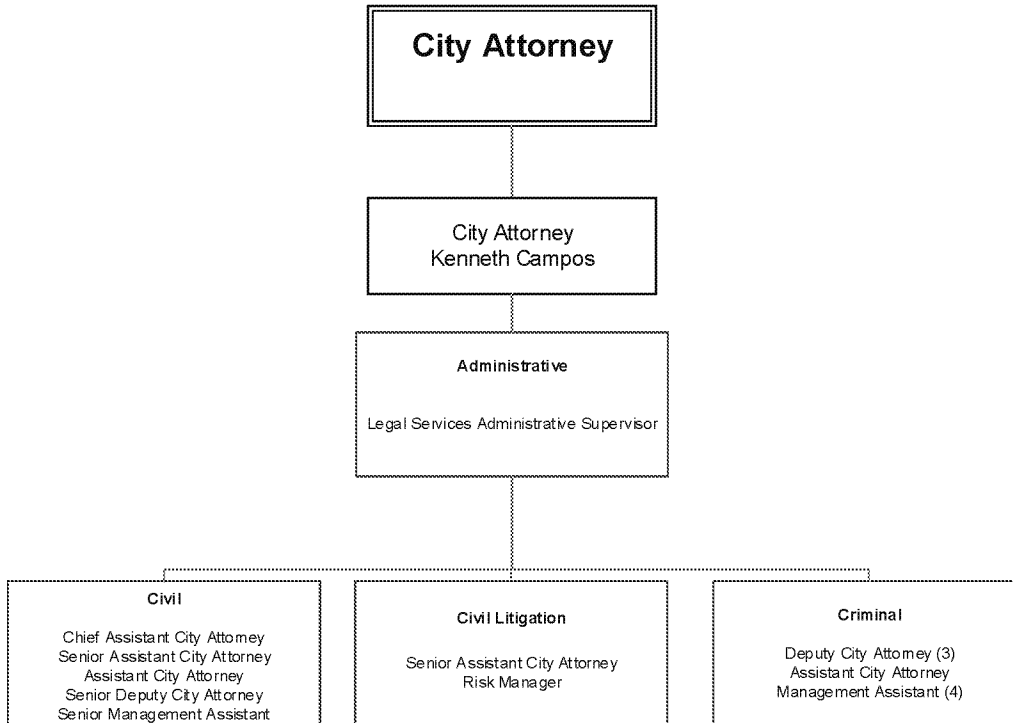 City Attorney
City Attorney
Kenneth Campos
Administrative
Legal Services Administrative Supervisor
Civil
Chief Assistant City Attorney
Senior Assistant City Attorney
Assistant City Attorney
Senior Deputy City Attorney
Senior Management Assistant
Civil Litigation
Senior Assistant City Attorney
Risk Manager
Criminal
Deputy City Attorney (3)
Assistant City Attorney
Management Assistant (4)